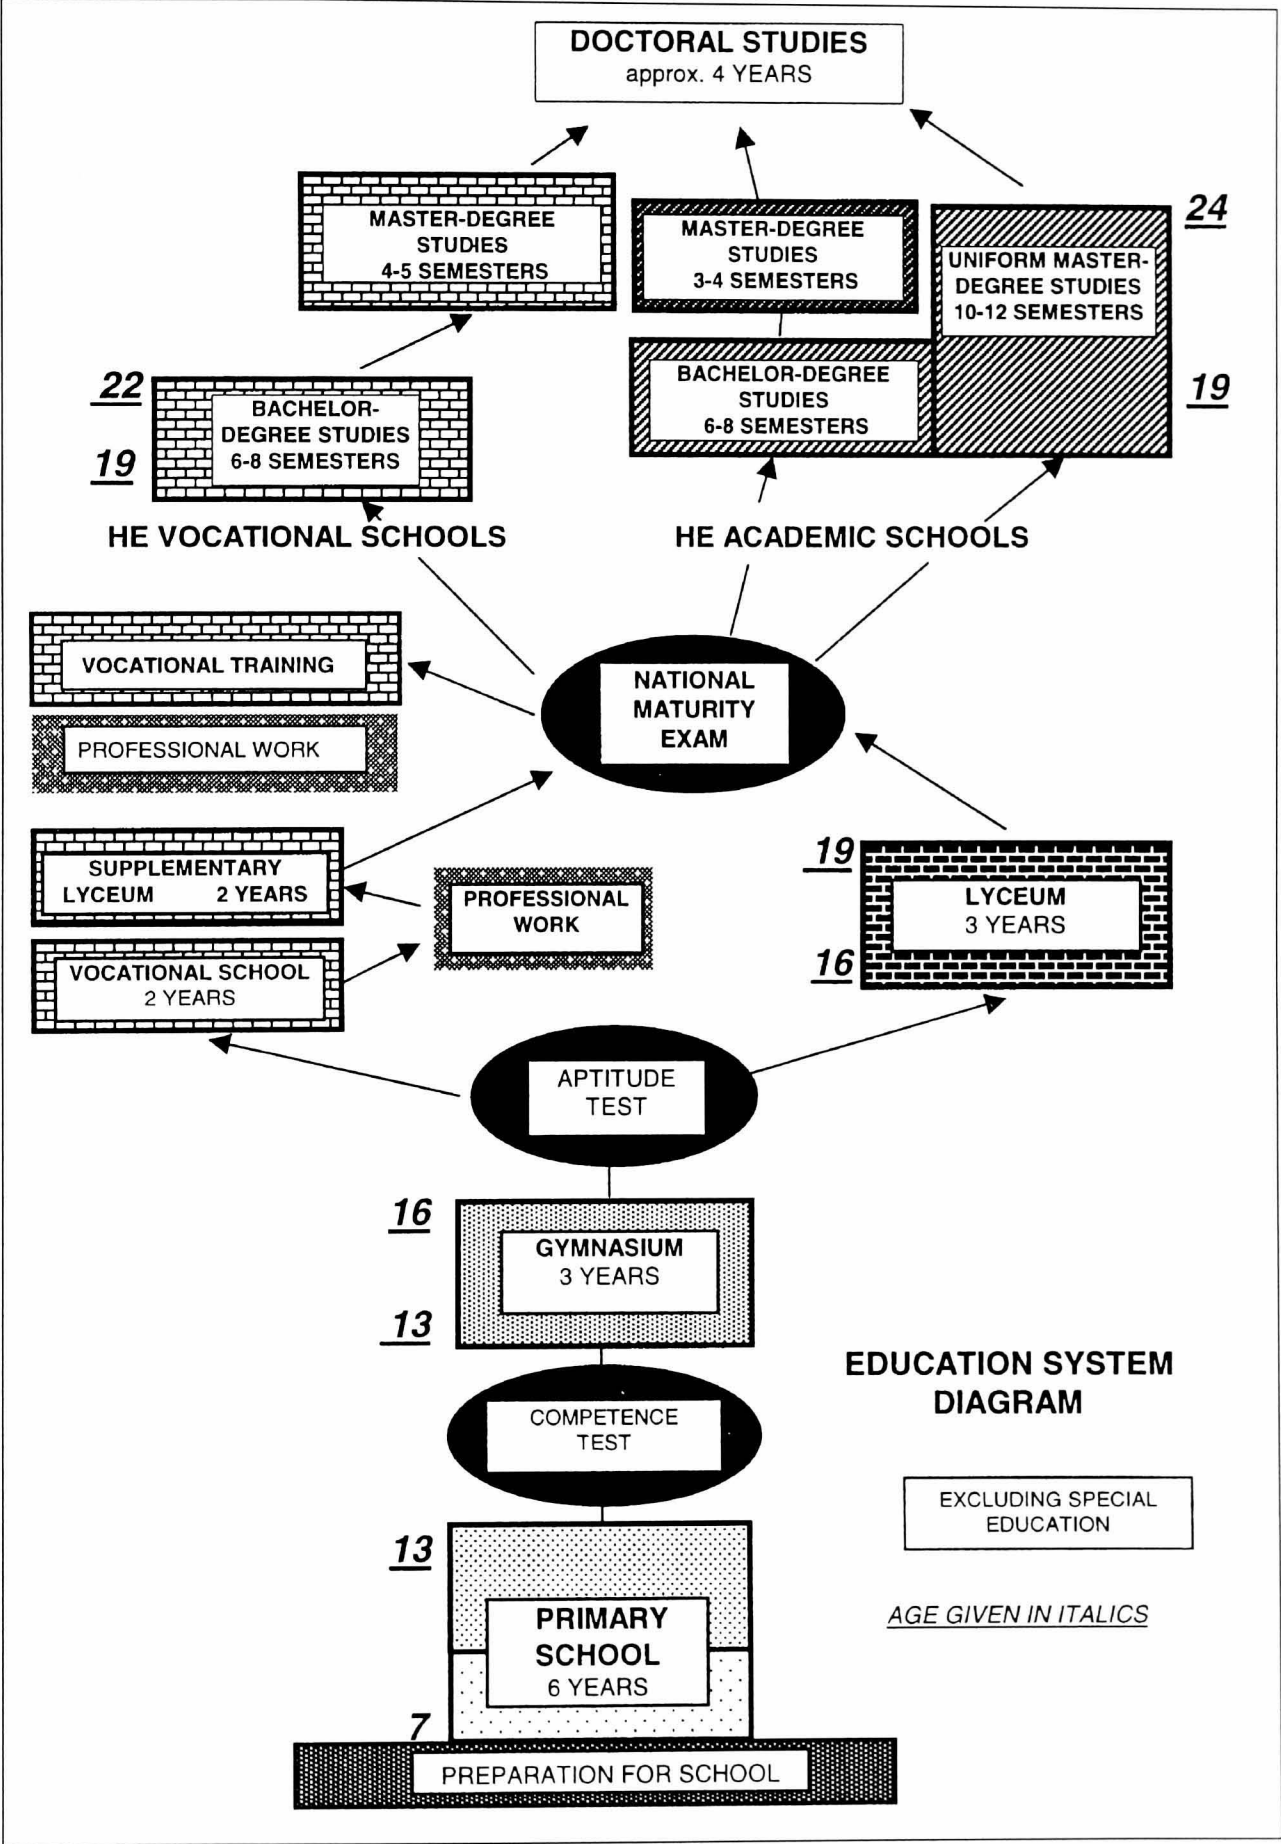 DOCTORAL STUDIES
approx. 4 YEARS
MASTER-DEGREE
STUDIES
4-5 SEMESTERS
MASTER-DEGREE
STUDIES
3-4 SEMESTERS
24
UNIFORM MASTER-
DEGREE STUDIES
10-12 SEMESTERS
19
22
19
BACHELOR-
DEGREE STUDIES
6-8 SEMESTERS
BACHELOR-DEGREE
STUDIES
6-8 SEMESTERS
HE VOCATIONAL SCHOOLS
HE ACADEMIC SCHOOLS
VOCATIONAL TRAINING
PROFESSIONAL WORK
NATIONAL
MATURITY
EXAM
SUPPLEMENTARY
LYCEUM 2 YEARS
PROFESSIONAL
WORK
VOCATIONAL SCHOOL
2 YEARS
19
LYCEUM
3 YEARS
16
APTITUDE
TEST
16
GYMNASIUM
3 YEARS
13
COMPETENCE
TEST
EDUCATION SYSTEM
DIAGRAM
EXCLUDING SPECIAL
EDUCATION
AGE GIVEN IN ITALICS
13
PRIMARY
SCHOOL
6 YEARS
7
PREPARATION FOR SCHOOL